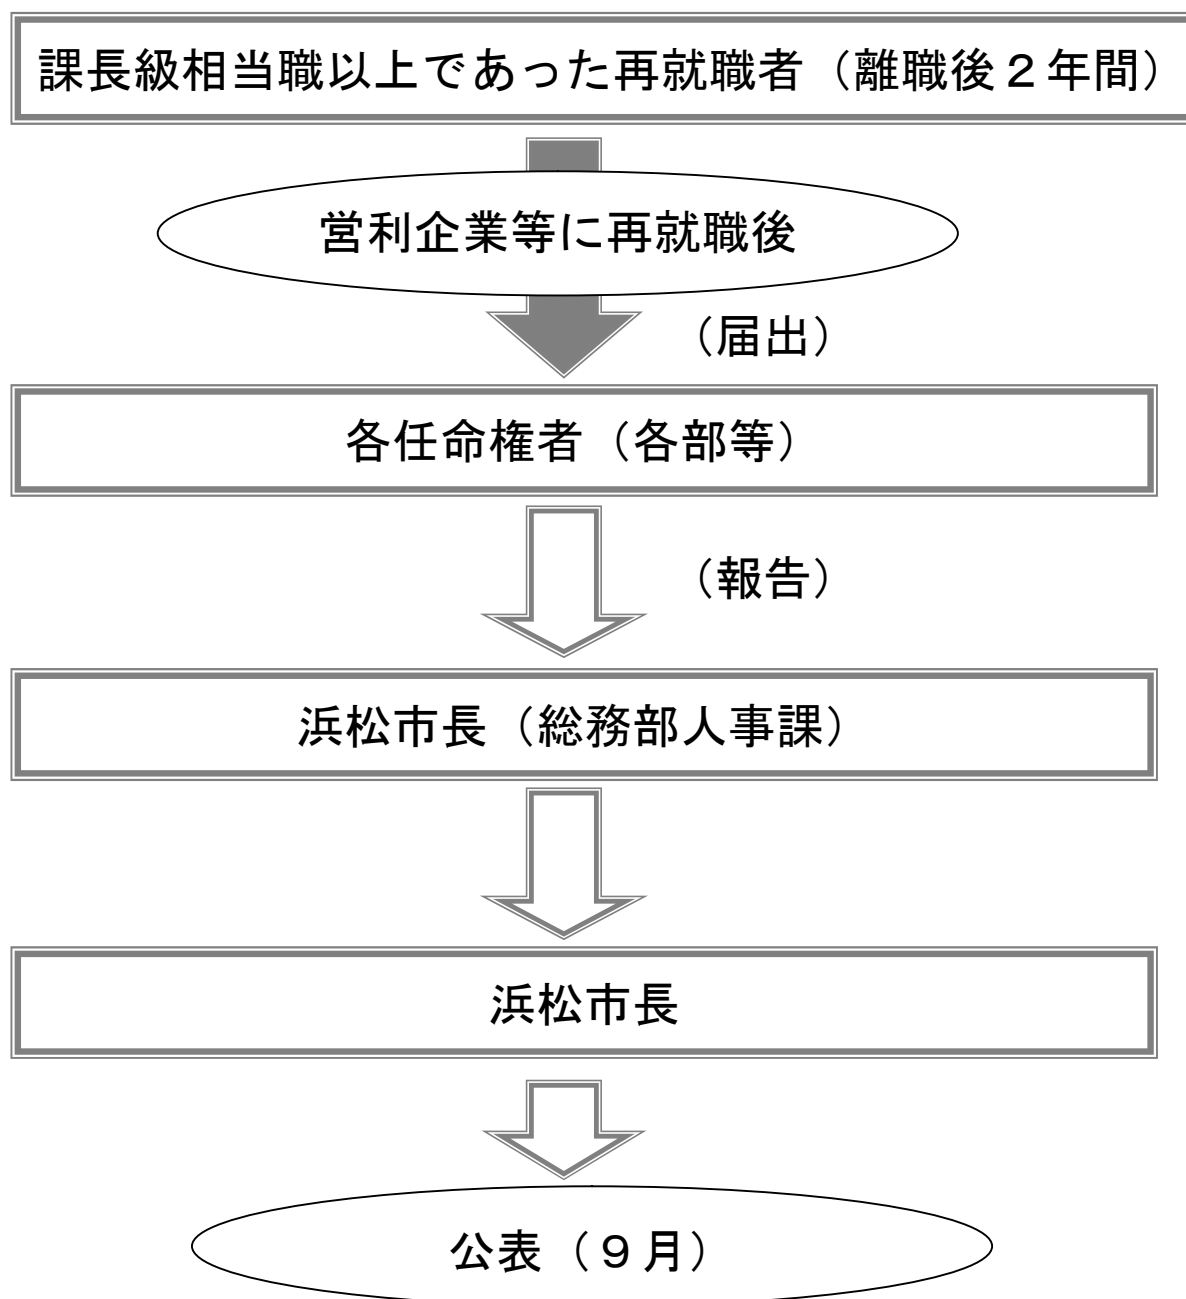 課長級相当職以上であった再就職者（離職後２年間）
営利企業等に再就職後
（届出）
各任命権者（各部等）
（報告）
浜松市長（総務部人事課）
浜松市長
公表（９月）